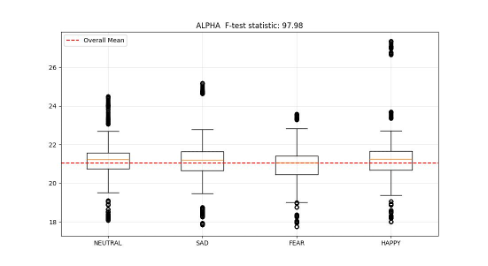 ALPHA F-test statistic: 97.98
Overall Mean
26
24
22
20
18
NEUTRAL SAD FEAR HAPPY